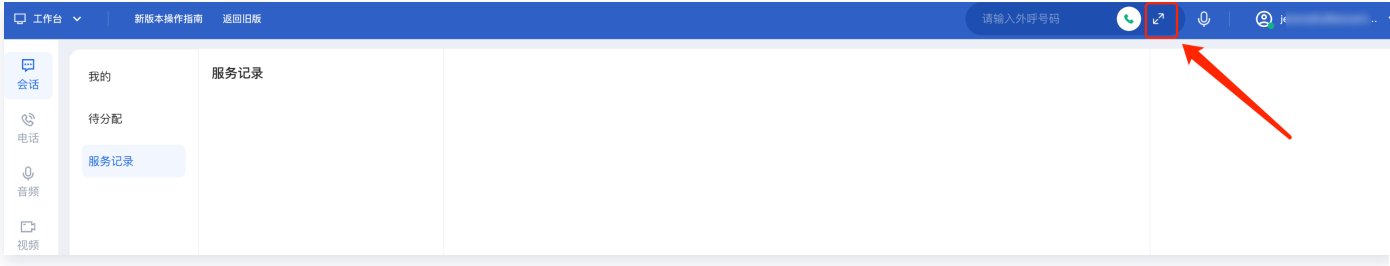 工作台 新版本操作指南 返回旧版 请输入外呼号码
会话
电话
音频
视频
我的
待分配
服务记录
服务记录